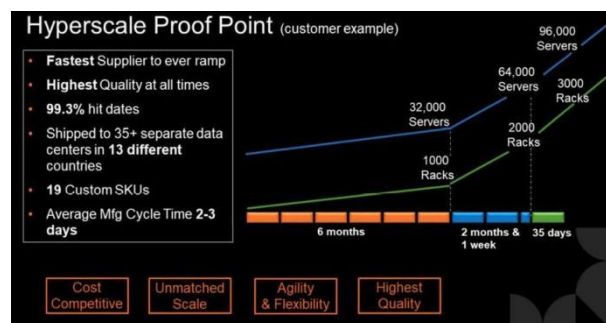 Hyperscale Proof Point (customer example)
• Fastest Supplier to ever ramp
• Highest Quality at all times
• 99.3% hit dates
• Shipped to 35+ separate data
centers in 13 different
countries
• 19 Custom SKUs
• Average Mfg Cycle Time 2-3
days
96,000
Servers
64,000
Servers
3000
Racks
32,000
Servers
2000
Racks
1000
Racks
6 months
2 months &
1 week
35 days
Cost
Competitive
Unmatched
Scale
Agility
& Flexibility
Highest
Quality